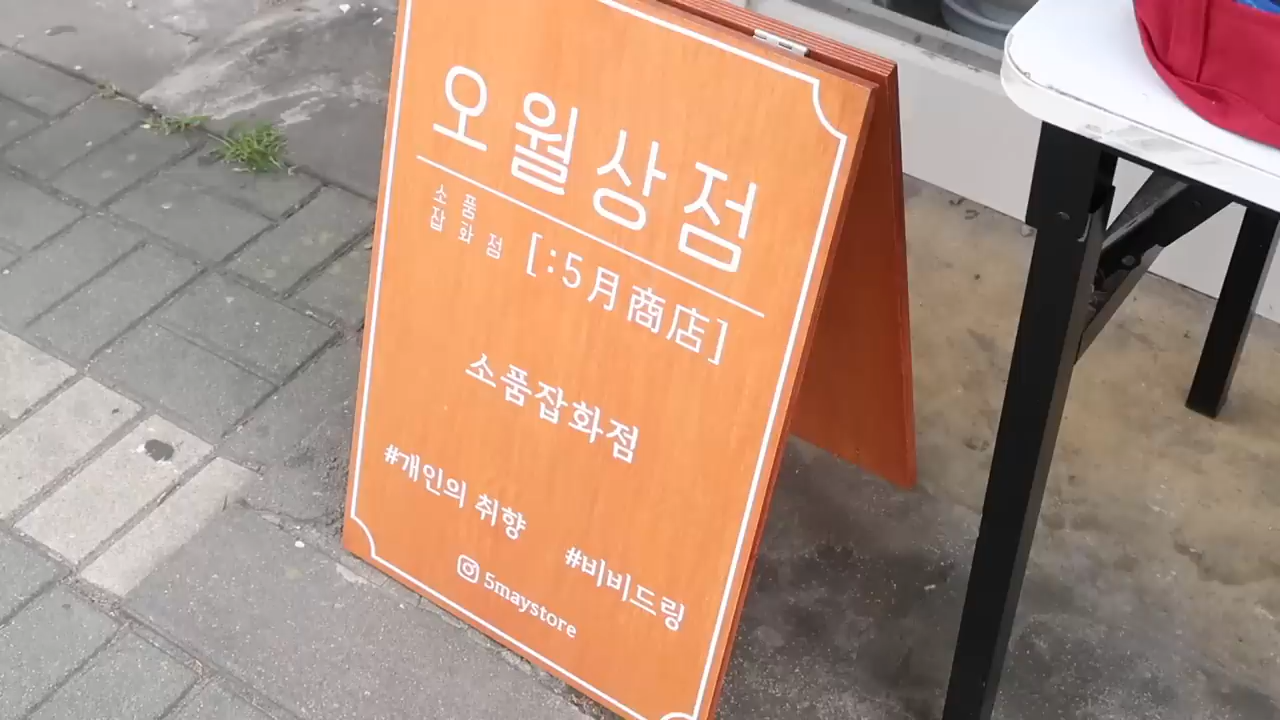 오월상점
소품
잡화점 [:5月商店]
소품잡화점
#개인의 취향
#비비드링
5maystore